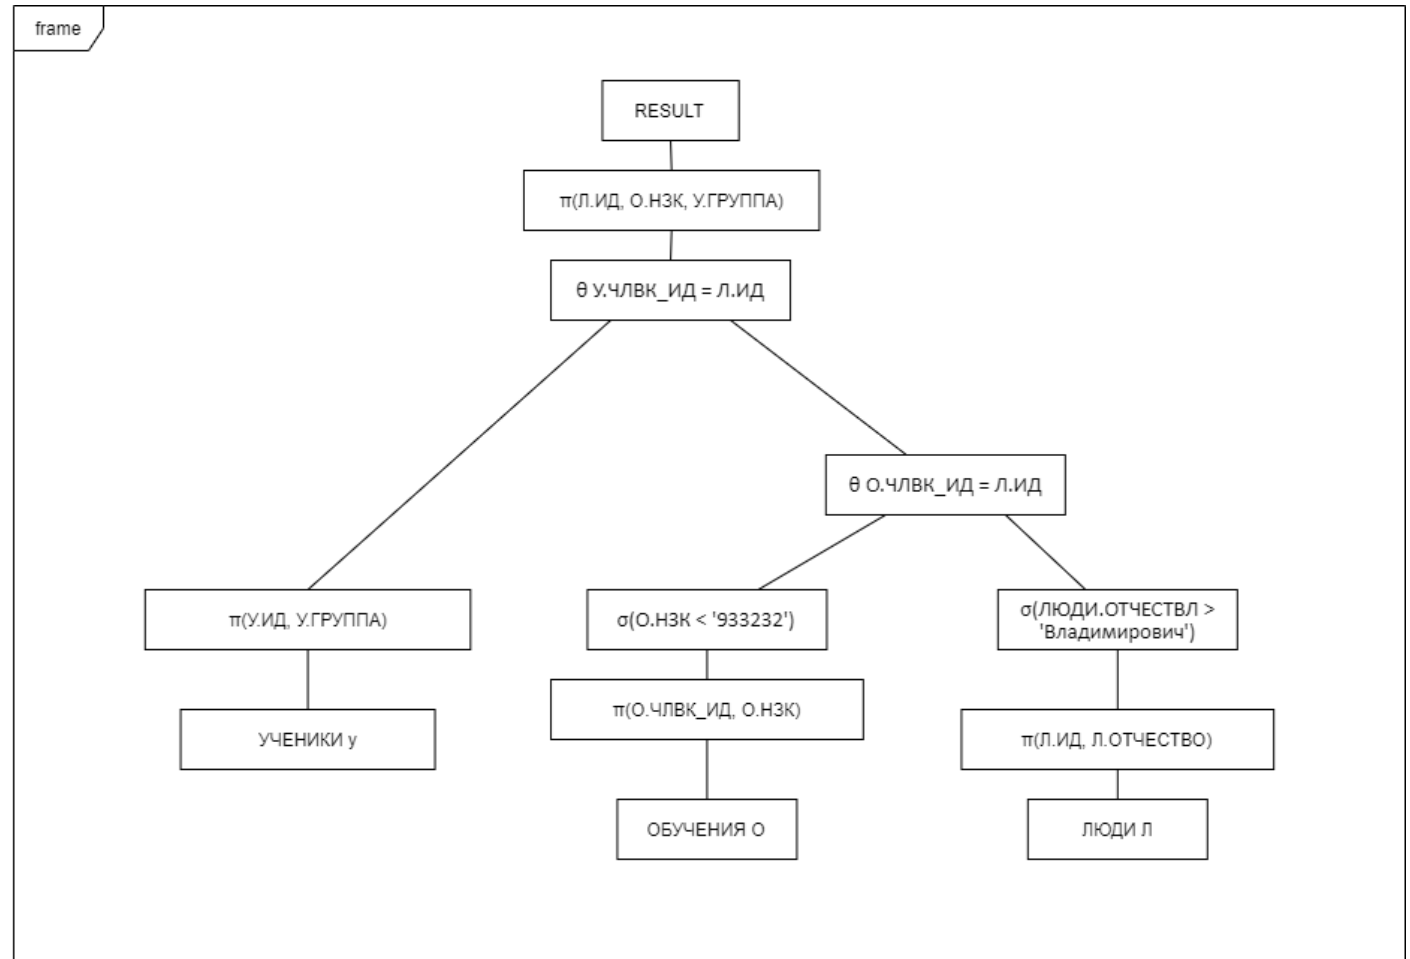 frame
RESULT
π(Л.ИД, О.НЗК, У.ГРУППА)
θ У.ЧЛВК_ИД = Л.ИД
θ О.ЧЛВК_ИД = Л.ИД
π(У.ИД, У.ГРУППА)
σ(О.НЗК < '933232')
σ(ЛЮДИ.ОТЧЕСТВЛ >
'Владимирович')
УЧЕНИКИ у
π(О.ЧЛВК_ИД, О.НЗК)
π(Л.ИД, Л.ОТЧЕСТВО)
ОБУЧЕНИЯ О
ЛЮДИ Л